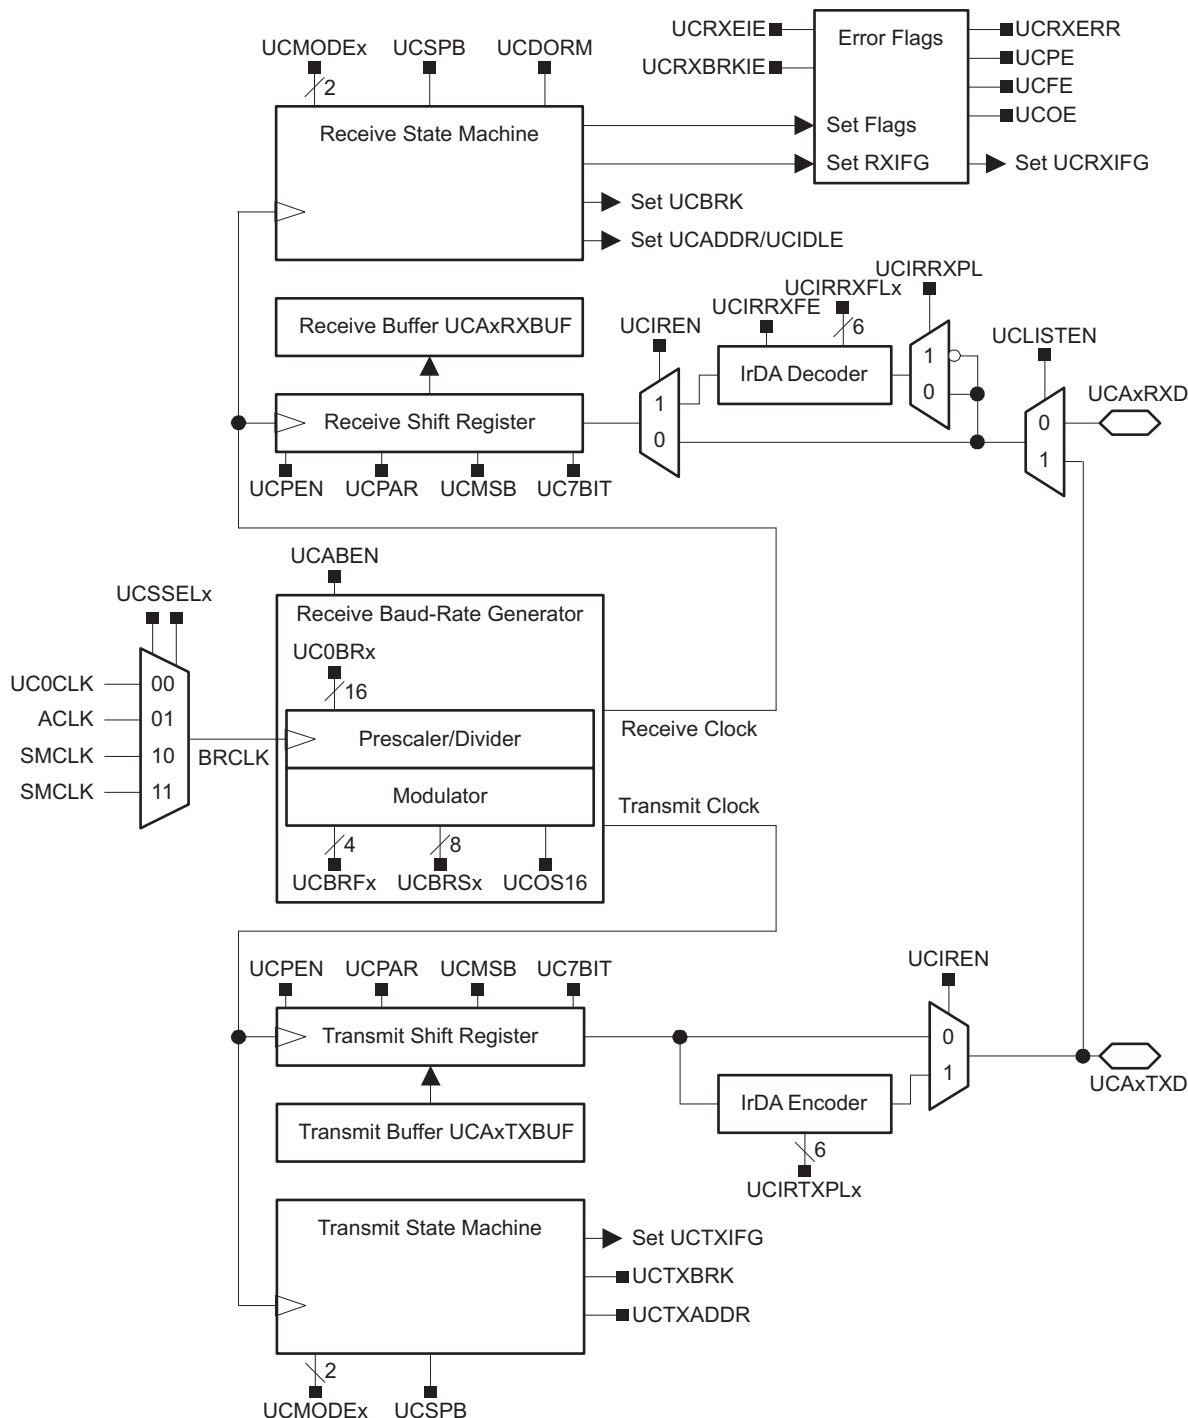 UCMODEx
UCSPB
UCDORM
2
Receive State Machine
UCRXEIE
UCRXBRKIE
Error Flags
Set Flags
Set RXIFG
UCRXERR
UCPE
UCFE
UCOE
Set UCRXIFG
Set UCBRK
Set UCADDR/UCIDLE
Receive Buffer UCAxRXBUF
Receive Shift Register
UCPEN
UCPAR
UCMSB
UC7BIT
UCIREN
1
0
UCIRRXFE
UCIRRXFLx
6
IrDA Decoder
UCIRRXPL
1
0
UCLISTEN
0
1
UCAxRXD
UCABEN
UCSSELx
UC0CLK
ACLK
SMCLK
SMCLK
00
01
10
11
BRCLK
Receive Baud-Rate Generator
UC0BRx
16
Prescaler/Divider
Modulator
4
8
UCBRFx
UCBRSx
UCOS16
Receive Clock
Transmit Clock
UCPEN
UCPAR
UCMSB
UC7BIT
Transmit Shift Register
Transmit Buffer UCAxTXBUF
UCIREN
0
1
IrDA Encoder
6
UCIRTXPLx
UCAxTXD
Transmit State Machine
Set UCTXIFG
UCTXBRK
UCTXADDR
2
UCMODEx
UCSPB